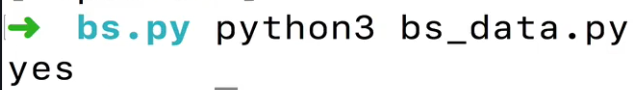 ➜ bs.py python3 bs_data.py
yes